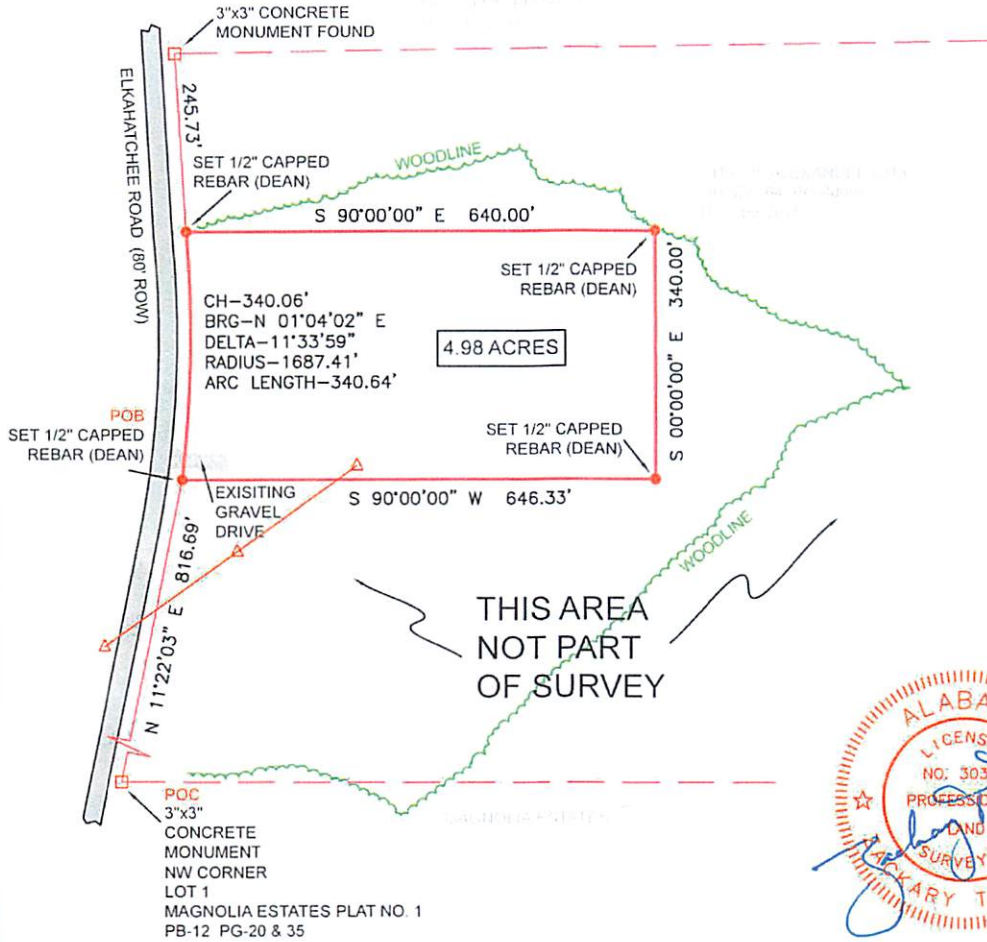 3"x3" CONCRETE
MONUMENT FOUND
ELKAHATCHEE ROAD (80' ROW)
245.73'
SET 1/2" CAPPED
REBAR (DEAN)
WOODLINE
S 90°00'00" E 640.00'
SET 1/2" CAPPED
REBAR (DEAN)
S 00°00'00" E 340.00'
CH-340.06'
BRG-N 01°04'02" E
DELTA-11°33'59"
RADIUS-1687.41'
ARC LENGTH-340.64'
4.98 ACRES
POB
SET 1/2" CAPPED
REBAR (DEAN)
SET 1/2" CAPPED
REBAR (DEAN)
EXISITING
GRAVEL
DRIVE
S 90°00'00" W 646.33'
N 11°22'03" E 816.69'
WOODLINE
THIS AREA
NOT PART
OF SURVEY
POC
3"x3"
CONCRETE
MONUMENT
NW CORNER
LOT 1
MAGNOLIA ESTATES PLAT NO. 1
PB-12 PG-20 & 35
ALABA
LICENS
NO. 303
PROFESSIO
LAND
SURVEY
ZACKARY T